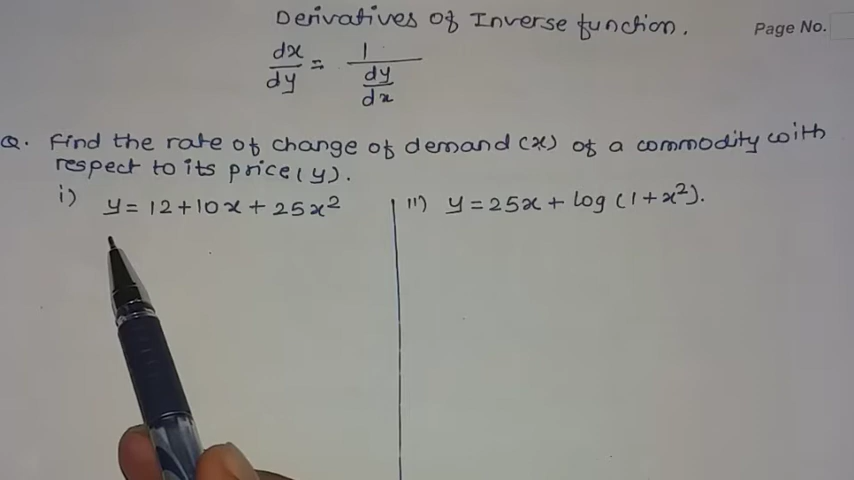 Derivatives of Inverse function.
Page No.
dx/dy = 1/(dy/dx)
Q. Find the rate of change of demand (x) of a commodity with
respect to its price (y).
i) y = 12 + 10x + 25x²
ii) y = 25x + log (1 + x²).